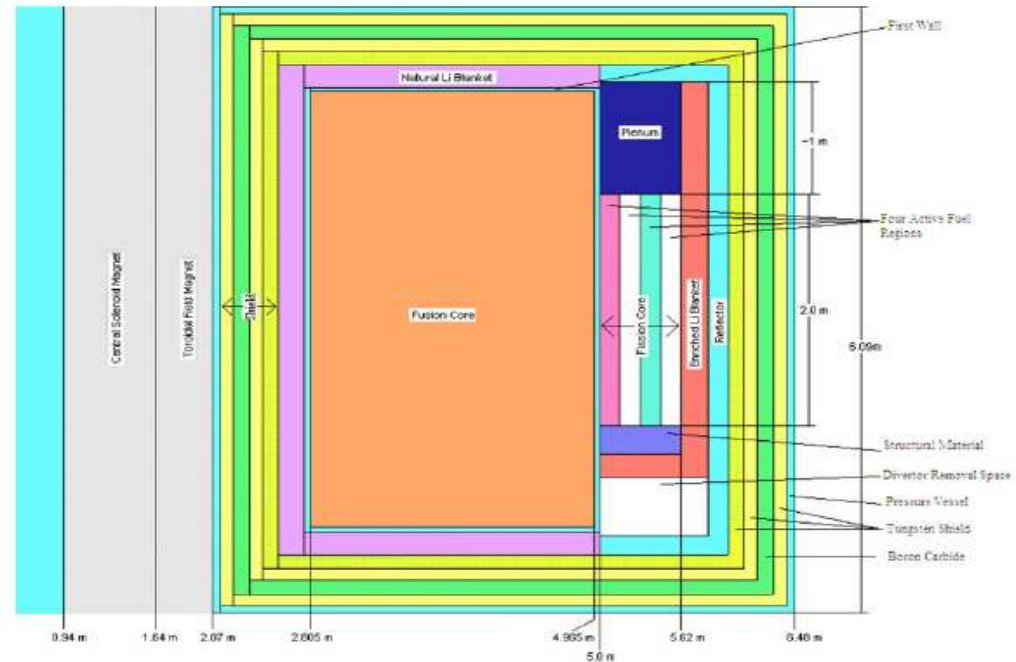 First Wall
Natural Li Blanket
Plenum
~1 m
Four Active Fuel
Regions
Central Solenoid Magnet
Toroidal Field Magnet
Shield
Fusion Core
Fission Core
Enriched Li Blanket
Reflector
2.0 m
6.09m
Structural Material
Divertor Removal Space
Pressure Vessel
Tungsten Shield
Boron Carbide
0.94 m
1.64 m
2.07 m
2.805 m
4.965 m
5.0 m
5.62 m
6.48 m